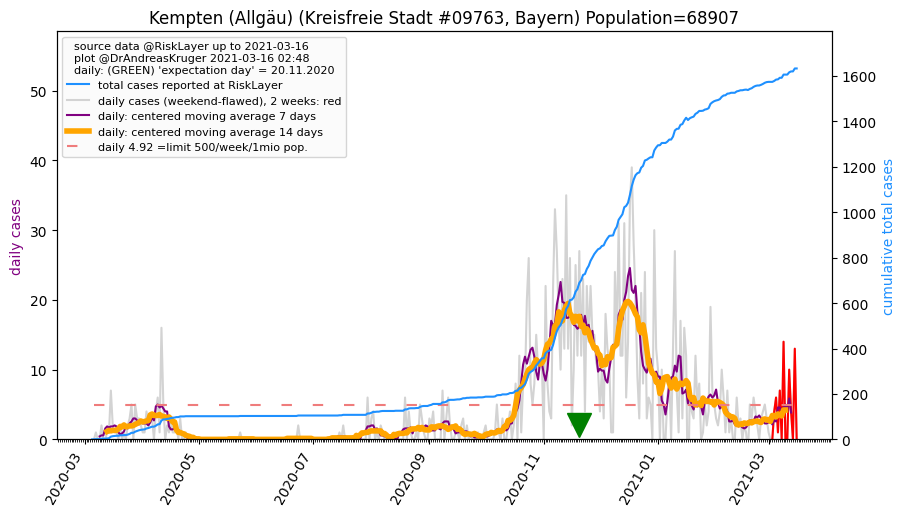 Kempten (Allgäu) (Kreisfreie Stadt #09763, Bayern) Population=68907
source data @RiskLayer up to 2021-03-16
plot @DrAndreasKruger 2021-03-16 02:48
daily: (GREEN) 'expectation day' = 20.11.2020
total cases reported at RiskLayer
daily cases (weekend-flawed), 2 weeks: red
daily: centered moving average 7 days
daily: centered moving average 14 days
daily 4.92 =limit 500/week/1mio pop.
daily cases
50
40
30
20
10
0
cumulative total cases
1600
1400
1200
1000
800
600
400
200
0
2020-03
2020-05
2020-07
2020-09
2020-11
2021-01
2021-03